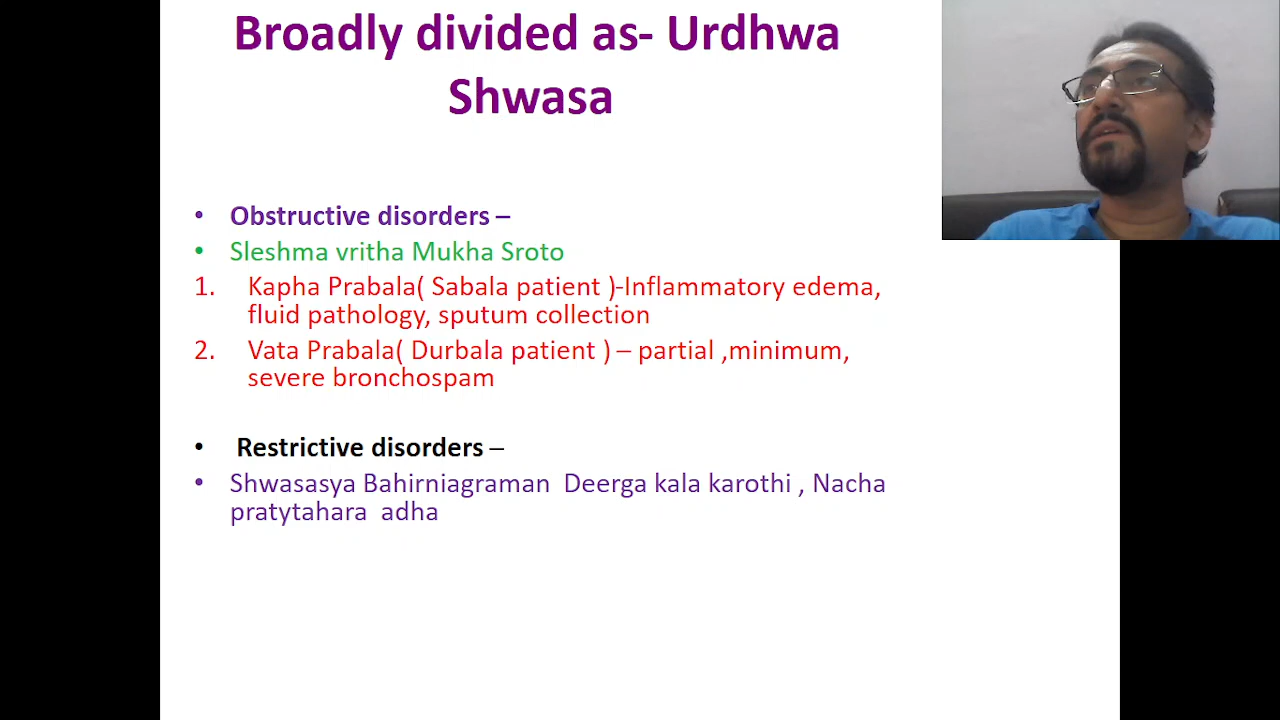 Broadly divided as- Urdhwa
Shwasa
• Obstructive disorders –
• Sleshma vritha Mukha Sroto
1. Kapha Prabala( Sabala patient )-Inflammatory edema,
fluid pathology, sputum collection
2. Vata Prabala( Durbala patient ) – partial ,minimum,
severe bronchospam
• Restrictive disorders –
• Shwasasya Bahirniagraman Deerga kala karothi , Nacha
pratytahara adha